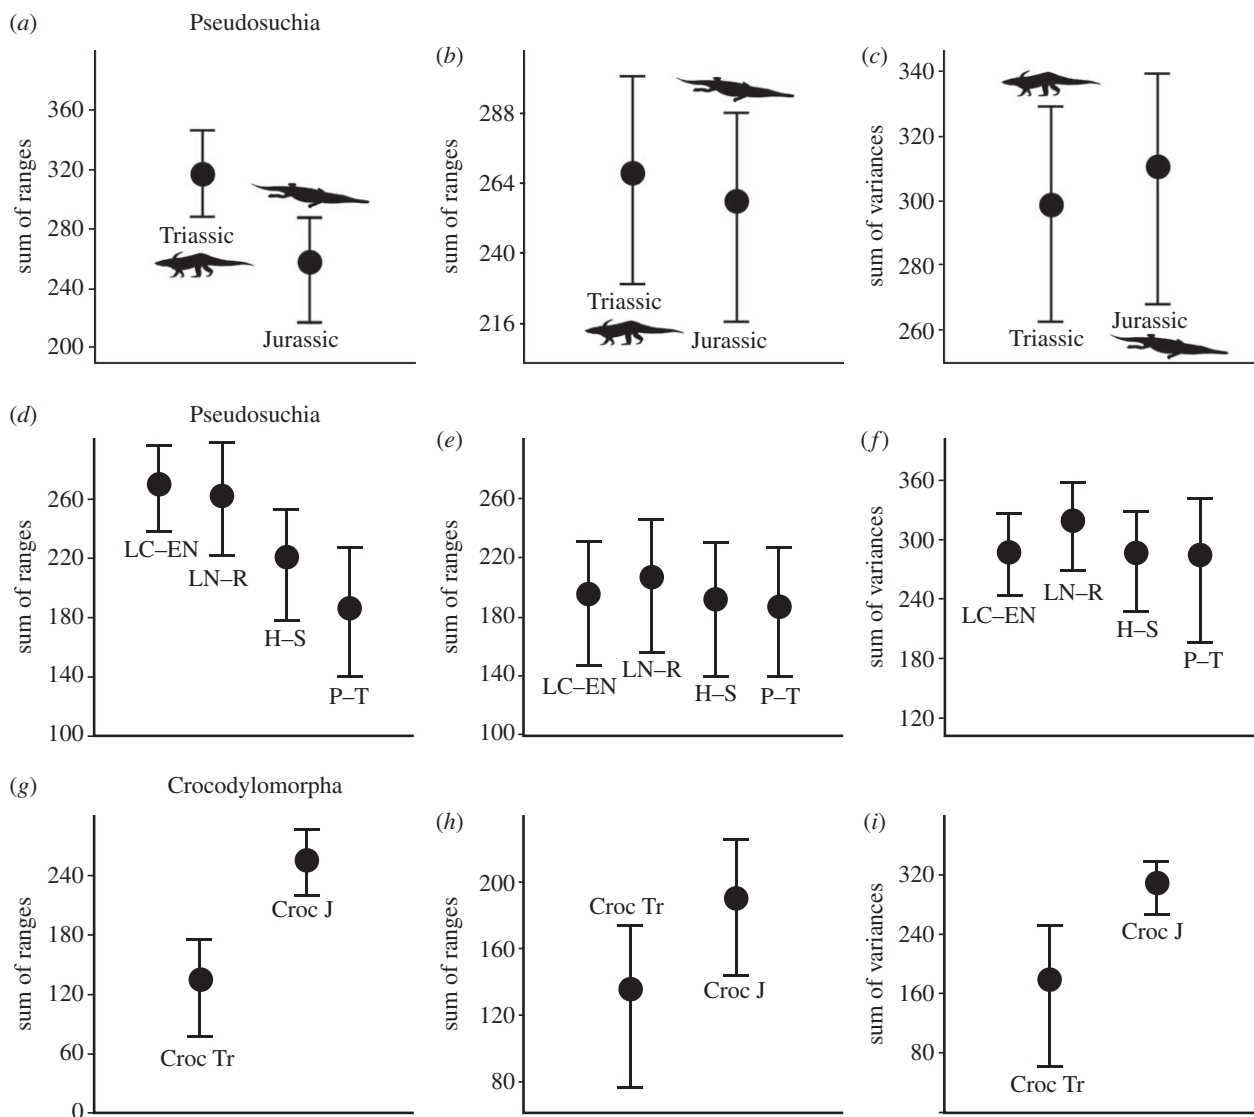 (a) Pseudosuchia
sum of ranges
360
320
280
240
200
Triassic
Jurassic
(b)
sum of ranges
288
264
240
216
Triassic
Jurassic
(c)
sum of variances
340
320
300
280
260
Triassic
Jurassic
(d) Pseudosuchia
sum of ranges
260
220
180
140
100
LC–EN
LN–R
H–S
P–T
(e)
sum of ranges
260
220
180
140
100
LC–EN
LN–R
H–S
P–T
(f)
sum of variances
360
300
240
180
120
LC–EN
LN–R
H–S
P–T
(g) Crocodylomorpha
sum of ranges
240
180
120
60
0
Croc Tr
Croc J
(h)
sum of ranges
200
160
120
80
Croc Tr
Croc J
(i)
sum of variances
320
240
160
80
Croc Tr
Croc J